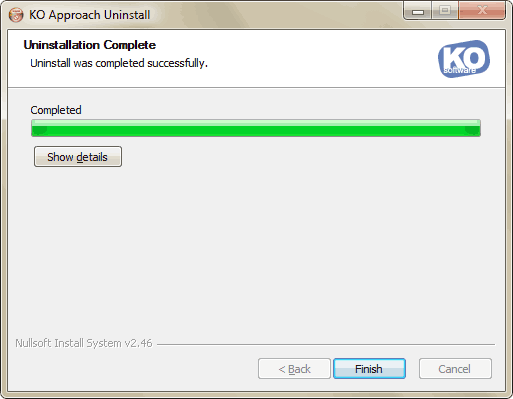 KO Approach Uninstall
Uninstallation Complete
Uninstall was completed successfully.
KO
software
Completed
Show details
Nullsoft Install System v2.46
< Back
Finish
Cancel